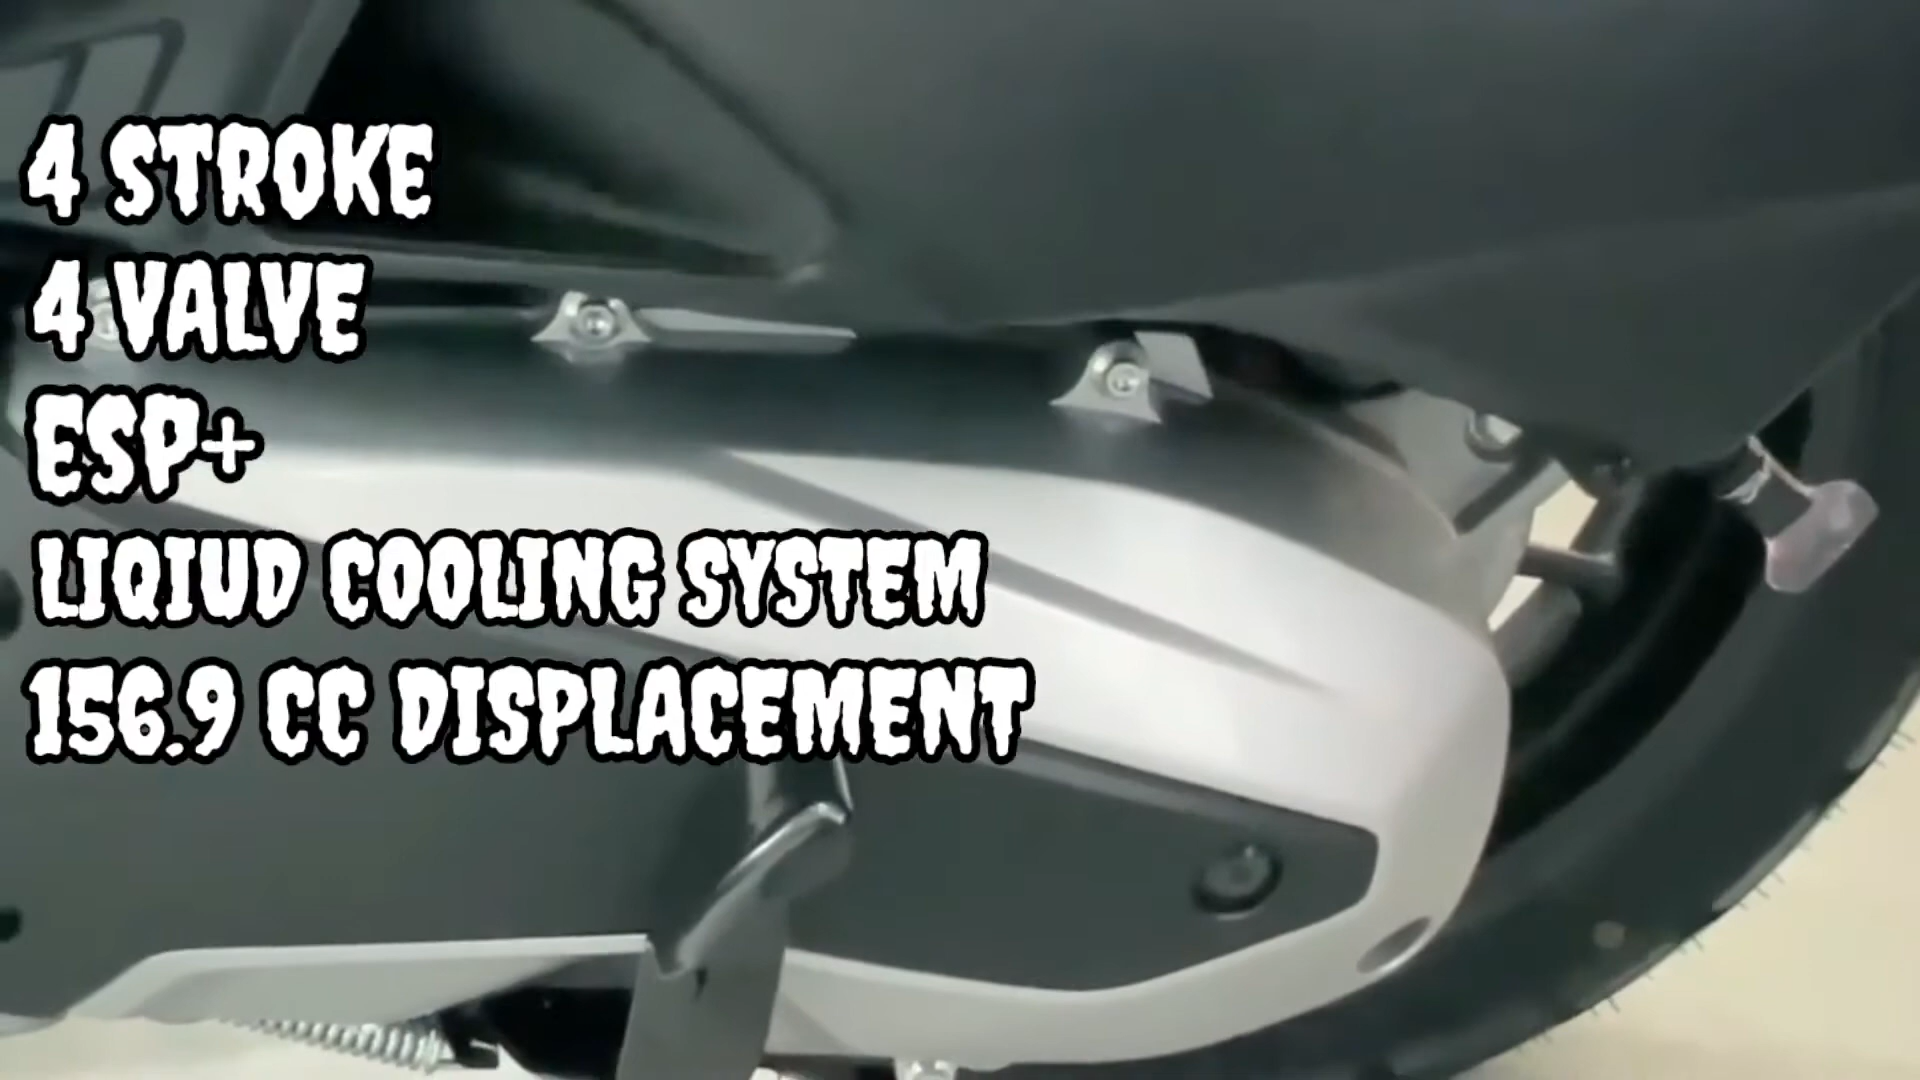 4 STROKE
4 VALVE
ESP+
LIQIUD COOLING SYSTEM
156.9 CC DISPLACEMENT